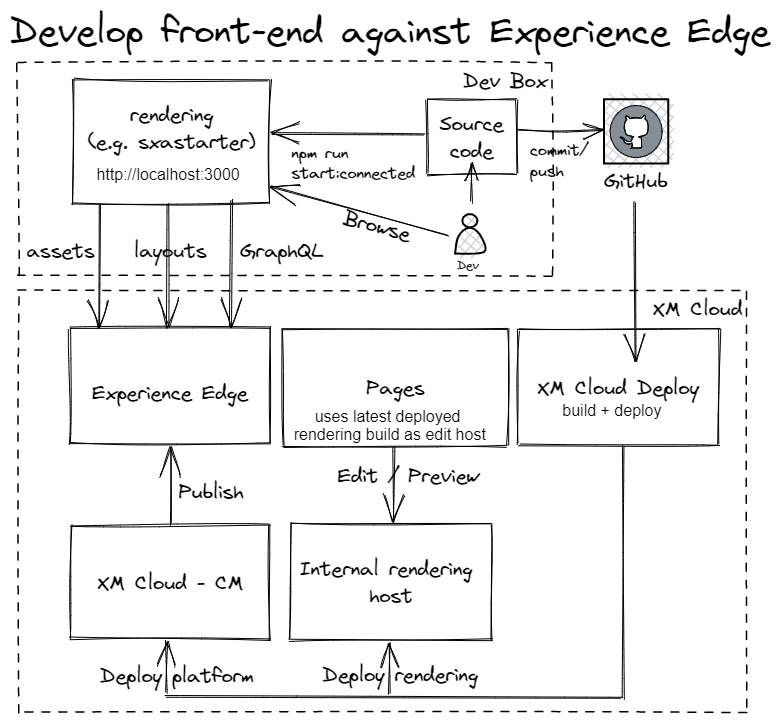 Develop front-end against Experience Edge
Dev Box
rendering
(e.g. sxastarter)
http://localhost:3000
Source
code
npm run
start:connected
commit/
push
GitHub
Browse
Dev
assets
layouts
GraphQL
XM Cloud
Experience Edge
Pages
uses latest deployed
rendering build as edit host
XM Cloud Deploy
build + deploy
Publish
Edit / Preview
XM Cloud - CM
Internal rendering
host
Deploy platform
Deploy rendering